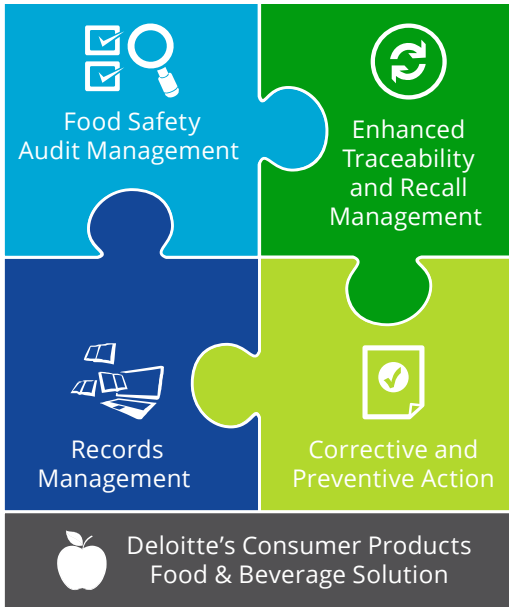 Food Safety
Audit Management
Enhanced
Traceability
and Recall
Management
Records
Management
Corrective and
Preventive Action
Deloitte's Consumer Products
Food & Beverage Solution